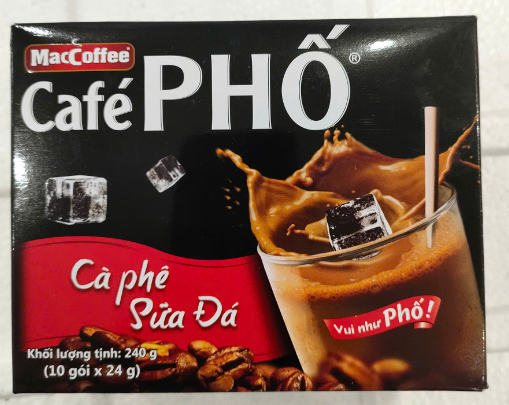 MacCoffee
Café PHỐ®
Cà phê
Sữa Đá
Vui như Phố!
Khối lượng tịnh: 240 g
(10 gói x 24 g)